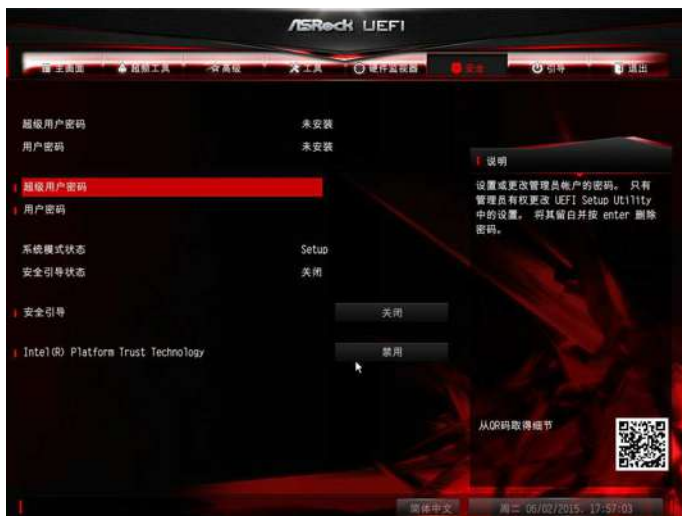 ASRock UEFI
主画面 超频工具 高级 工具 硬件监视器 安全 引导 退出
超级用户密码 未安装
用户密码 未安装
超级用户密码
用户密码
系统模式状态 Setup
安全引导状态 关闭
安全引导 关闭
Intel(R) Platform Trust Technology 禁用
说明
设置或更改管理员帐户的密码。 只有
管理员有权更改 UEFI Setup Utility
中的设置。 将其留白并按 enter 删除
密码。
从QR码取得细节
简体中文 周二 06/02/2015. 17:57:03